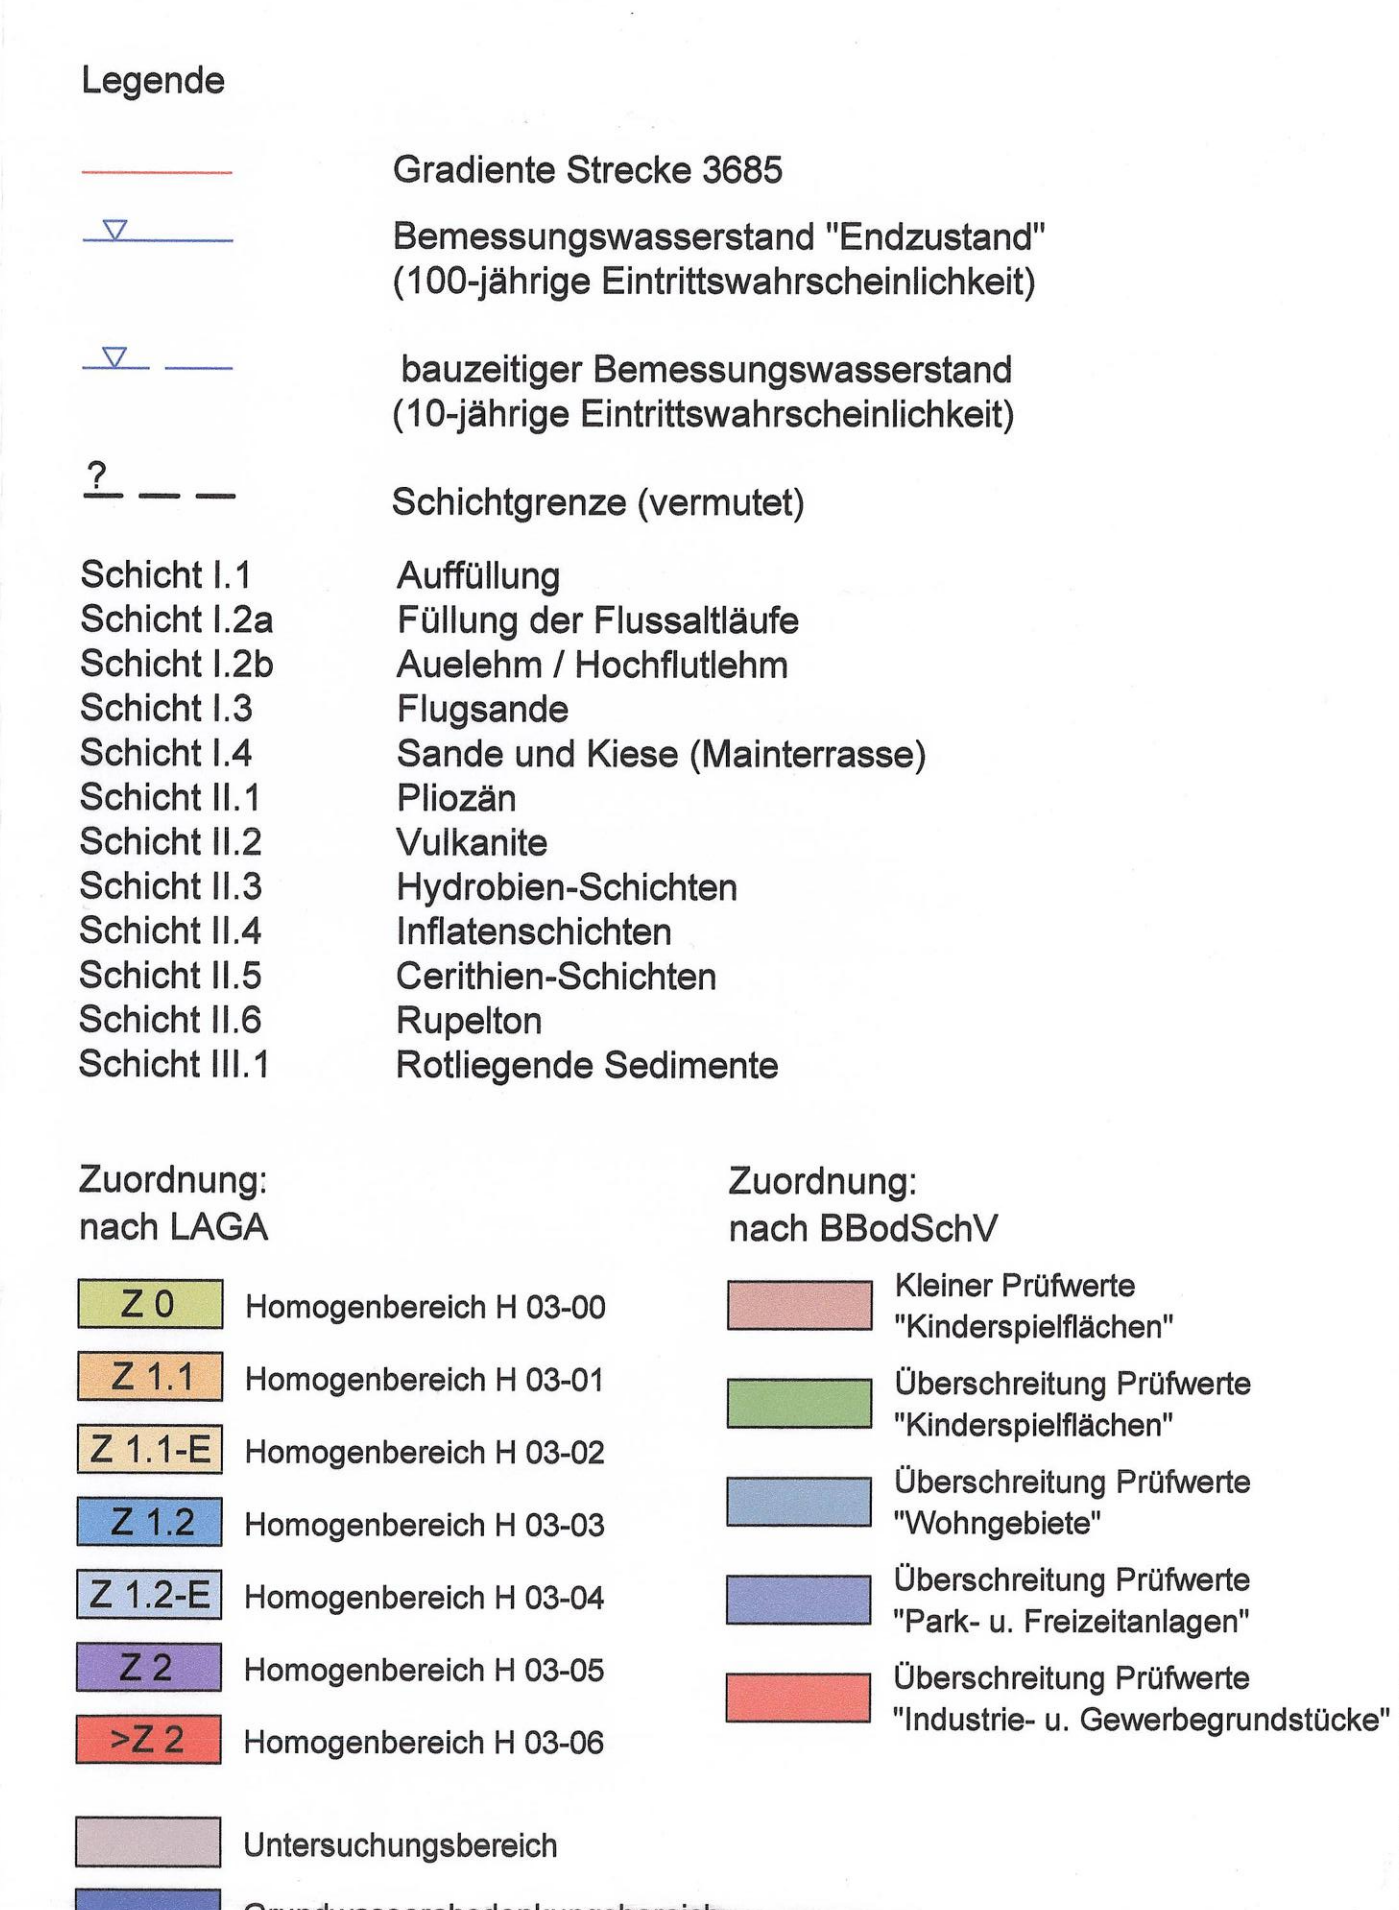 Legende
Gradiente Strecke 3685
Bemessungswasserstand "Endzustand"
(100-jährige Eintrittswahrscheinlichkeit)
bauzeitiger Bemessungswasserstand
(10-jährige Eintrittswahrscheinlichkeit)
?
Schichtgrenze (vermutet)
Schicht I.1 Auffüllung
Schicht I.2a Füllung der Flussaltläufe
Schicht I.2b Auelehm / Hochflutlehm
Schicht I.3 Flugsande
Schicht I.4 Sande und Kiese (Mainterrasse)
Schicht II.1 Pliozän
Schicht II.2 Vulkanite
Schicht II.3 Hydrobien-Schichten
Schicht II.4 Inflatenschichten
Schicht II.5 Cerithien-Schichten
Schicht II.6 Rupelton
Schicht III.1 Rotliegende Sedimente
Zuordnung:
nach LAGA
Z 0 Homogenbereich H 03-00
Z 1.1 Homogenbereich H 03-01
Z 1.1-E Homogenbereich H 03-02
Z 1.2 Homogenbereich H 03-03
Z 1.2-E Homogenbereich H 03-04
Z 2 Homogenbereich H 03-05
>Z 2 Homogenbereich H 03-06
Untersuchungsbereich
Zuordnung:
nach BBodSchV
Kleiner Prüfwerte
"Kinderspielflächen"
Überschreitung Prüfwerte
"Kinderspielflächen"
Überschreitung Prüfwerte
"Wohngebiete"
Überschreitung Prüfwerte
"Park- u. Freizeitanlagen"
Überschreitung Prüfwerte
"Industrie- u. Gewerbegrundstücke"